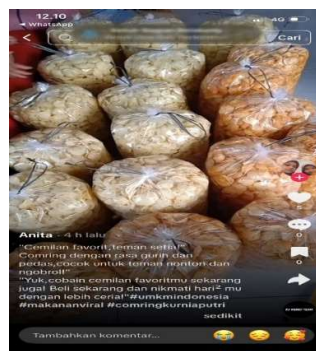 12.10
WhatsApp
4G
Cari
Anita · 4 h lalu
"Cemilan favorit,teman setia!"
Comring dengan rasa gurih dan
pedas,cocok untuk teman nonton dan
ngobrol!"
"Yuk,cobain cemilan favoritmu sekarang
juga! Beli sekarang dan nikmati hari² mu
dengan lebih ceria!"#umkmindonesia
#makananviral #comringkurniaputri
sedikit
0
0
Tambahkan komentar...